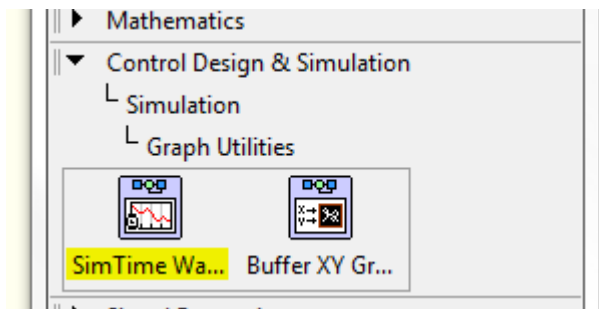 Mathematics
Control Design & Simulation
Simulation
Graph Utilities
SimTime Wa... Buffer XY Gr...